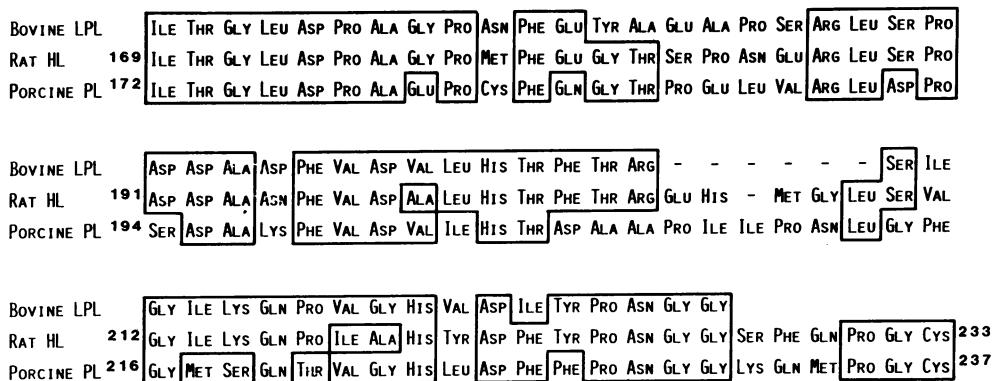 BOVINE LPL ILE THR GLY LEU ASP PRO ALA GLY PRO ASN PHE GLU TYR ALA GLU ALA PRO SER ARG LEU SER PRO
RAT HL 169 ILE THR GLY LEU ASP PRO ALA GLY PRO MET PHE GLU GLY THR SER PRO ASN GLU ARG LEU SER PRO
PORCINE PL 172 ILE THR GLY LEU ASP PRO ALA GLU PRO CYS PHE GLN GLY THR PRO GLU LEU VAL ARG LEU ASP PRO
BOVINE LPL ASP ASP ALA ASP PHE VAL ASP VAL LEU HIS THR PHE THR ARG - - - - - - SER ILE
RAT HL 191 ASP ASP ALA ASN PHE VAL ASP ALA LEU HIS THR PHE THR ARG GLU HIS - MET GLY LEU SER VAL
PORCINE PL 194 SER ASP ALA LYS PHE VAL ASP VAL ILE HIS THR ASP ALA ALA PRO ILE ILE PRO ASN LEU GLY PHE
BOVINE LPL GLY ILE LYS GLN PRO VAL GLY HIS VAL ASP ILE TYR PRO ASN GLY GLY
RAT HL 212 GLY ILE LYS GLN PRO ILE ALA HIS TYR ASP PHE TYR PRO ASN GLY GLY SER PHE GLN PRO GLY CYS 233
PORCINE PL 216 GLY MET SER GLN THR VAL GLY HIS LEU ASP PHE PHE PRO ASN GLY GLY LYS GLN MET PRO GLY CYS 237